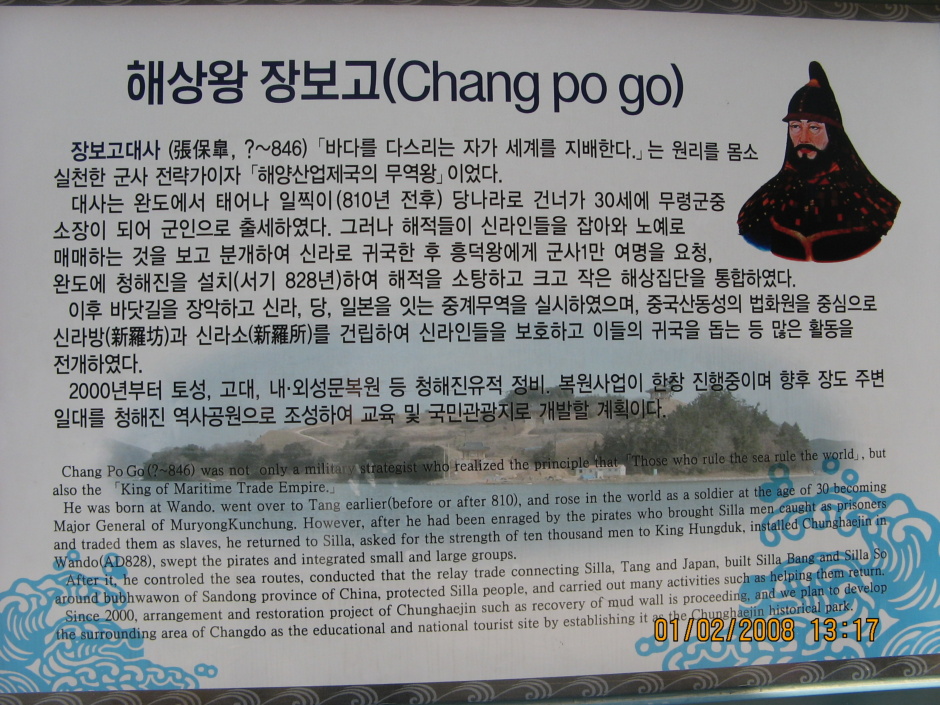 해상왕 장보고(Chang po go)
장보고대사 (張保皐, ?~846) 「바다를 다스리는 자가 세계를 지배한다.」는 원리를 몸소
실천한 군사 전략가이자 「해양산업제국의 무역왕」이었다.
대사는 완도에서 태어나 일찍이(810년 전후) 당나라로 건너가 30세에 무령군중
소장이 되어 군인으로 출세하였다. 그러나 해적들이 신라인들을 잡아와 노예로
매매하는 것을 보고 분개하여 신라로 귀국한 후 흥덕왕에게 군사1만 여명을 요청,
완도에 청해진을 설치(서기 828년)하여 해적을 소탕하고 크고 작은 해상집단을 통합하였다.
이후 바닷길을 장악하고 신라, 당, 일본을 잇는 중계무역을 실시하였으며, 중국산동성의 법화원을 중심으로
신라방(新羅坊)과 신라소(新羅所)를 건립하여 신라인들을 보호하고 이들의 귀국을 돕는 등 많은 활동을
전개하였다.
2000년부터 토성, 고대, 내·외성문복원 등 청해진유적 정비. 복원사업이 한창 진행중이며 향후 장도 주변
일대를 청해진 역사공원으로 조성하여 교육 및 국민관광지로 개발할 계획이다.
Chang Po Go(?~846) was not only a military strategist who realized the principle that 「Those who rule the sea rule the world」, but
also the 「King of Maritime Trade Empire.」
He was born at Wando. went over to Tang earlier(before or after 810), and rose in the world as a soldier at the age of 30 becoming
Major General of MuryongKunchung. However, after he had been enraged by the pirates who brought Silla men caught as prisoners
and traded them as slaves, he returned to Silla, asked for the strength of ten thousand men to King Hungduk, installed Chunghaejin in
Wando(AD828), swept the pirates and integrated small and large groups.
After it, he controled the sea routes, conducted that the relay trade connecting Silla, Tang and Japan, built Silla Bang and Silla So
around bubhwawon of Sandong province of China, protected Silla people, and carried out many activities such as helping them return.
Since 2000, arrangement and restoration project of Chunghaejin such as recovery of mud wall is proceeding, and we plan to develop
the surrounding area of Changdo as the educational and national tourist site by establishing it as the Chunghaejin historical park.
01/02/2008 13:17